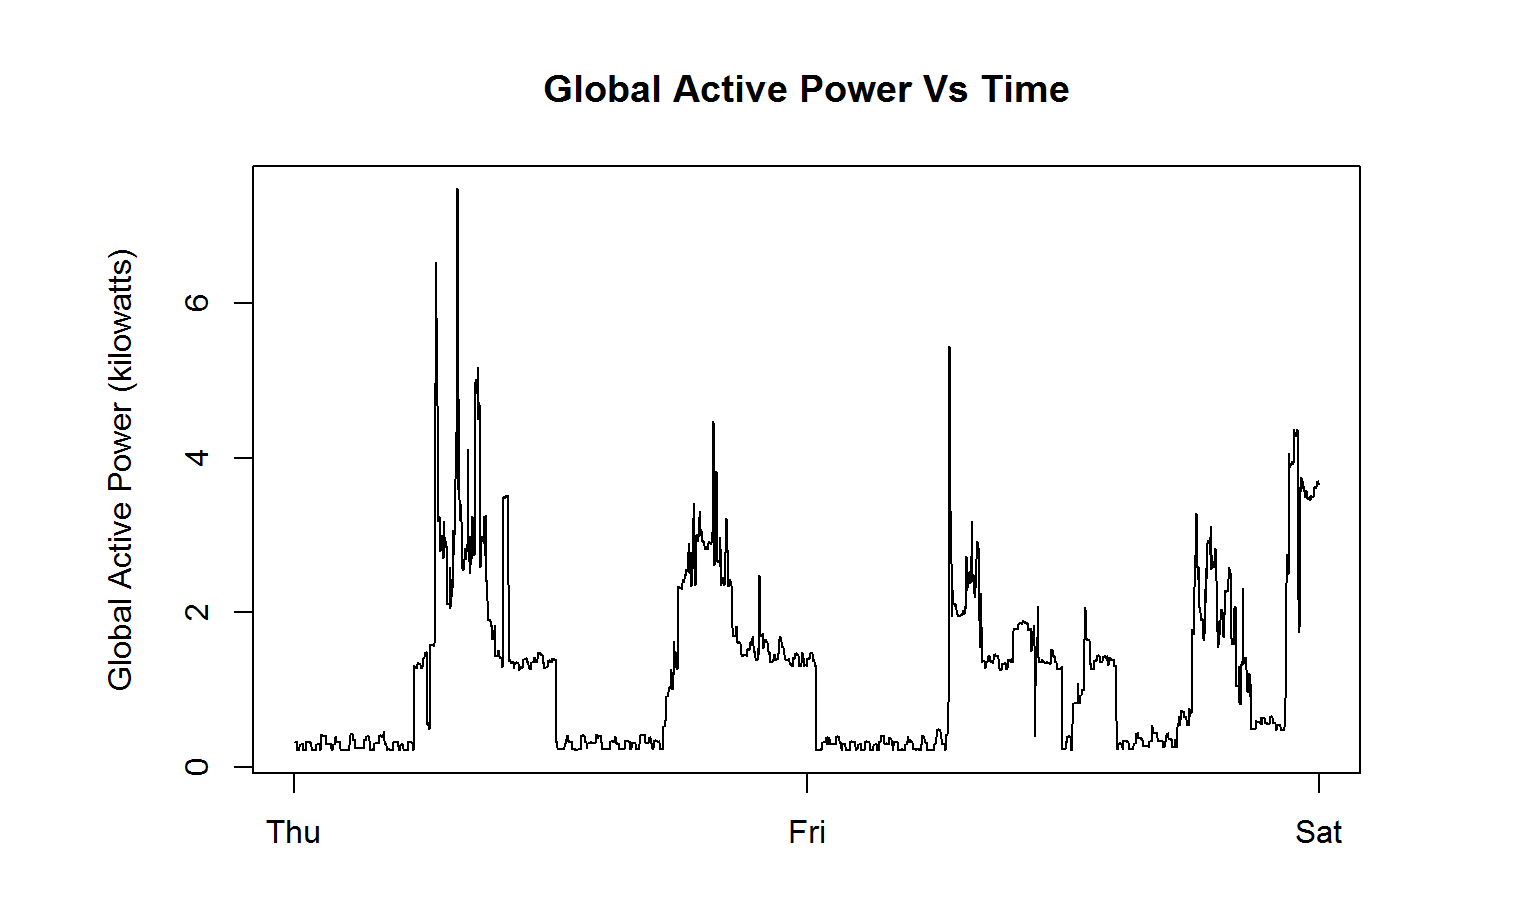 Global Active Power Vs Time
Global Active Power (kilowatts)
6
4
2
0
Thu
Fri
Sat